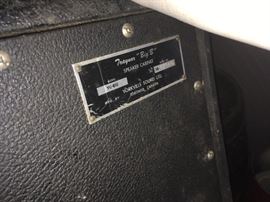 Traynor "Big B"
SPEAKER CABINET
YORKVILLE SOUND LTD.
TORONTO, CANADA